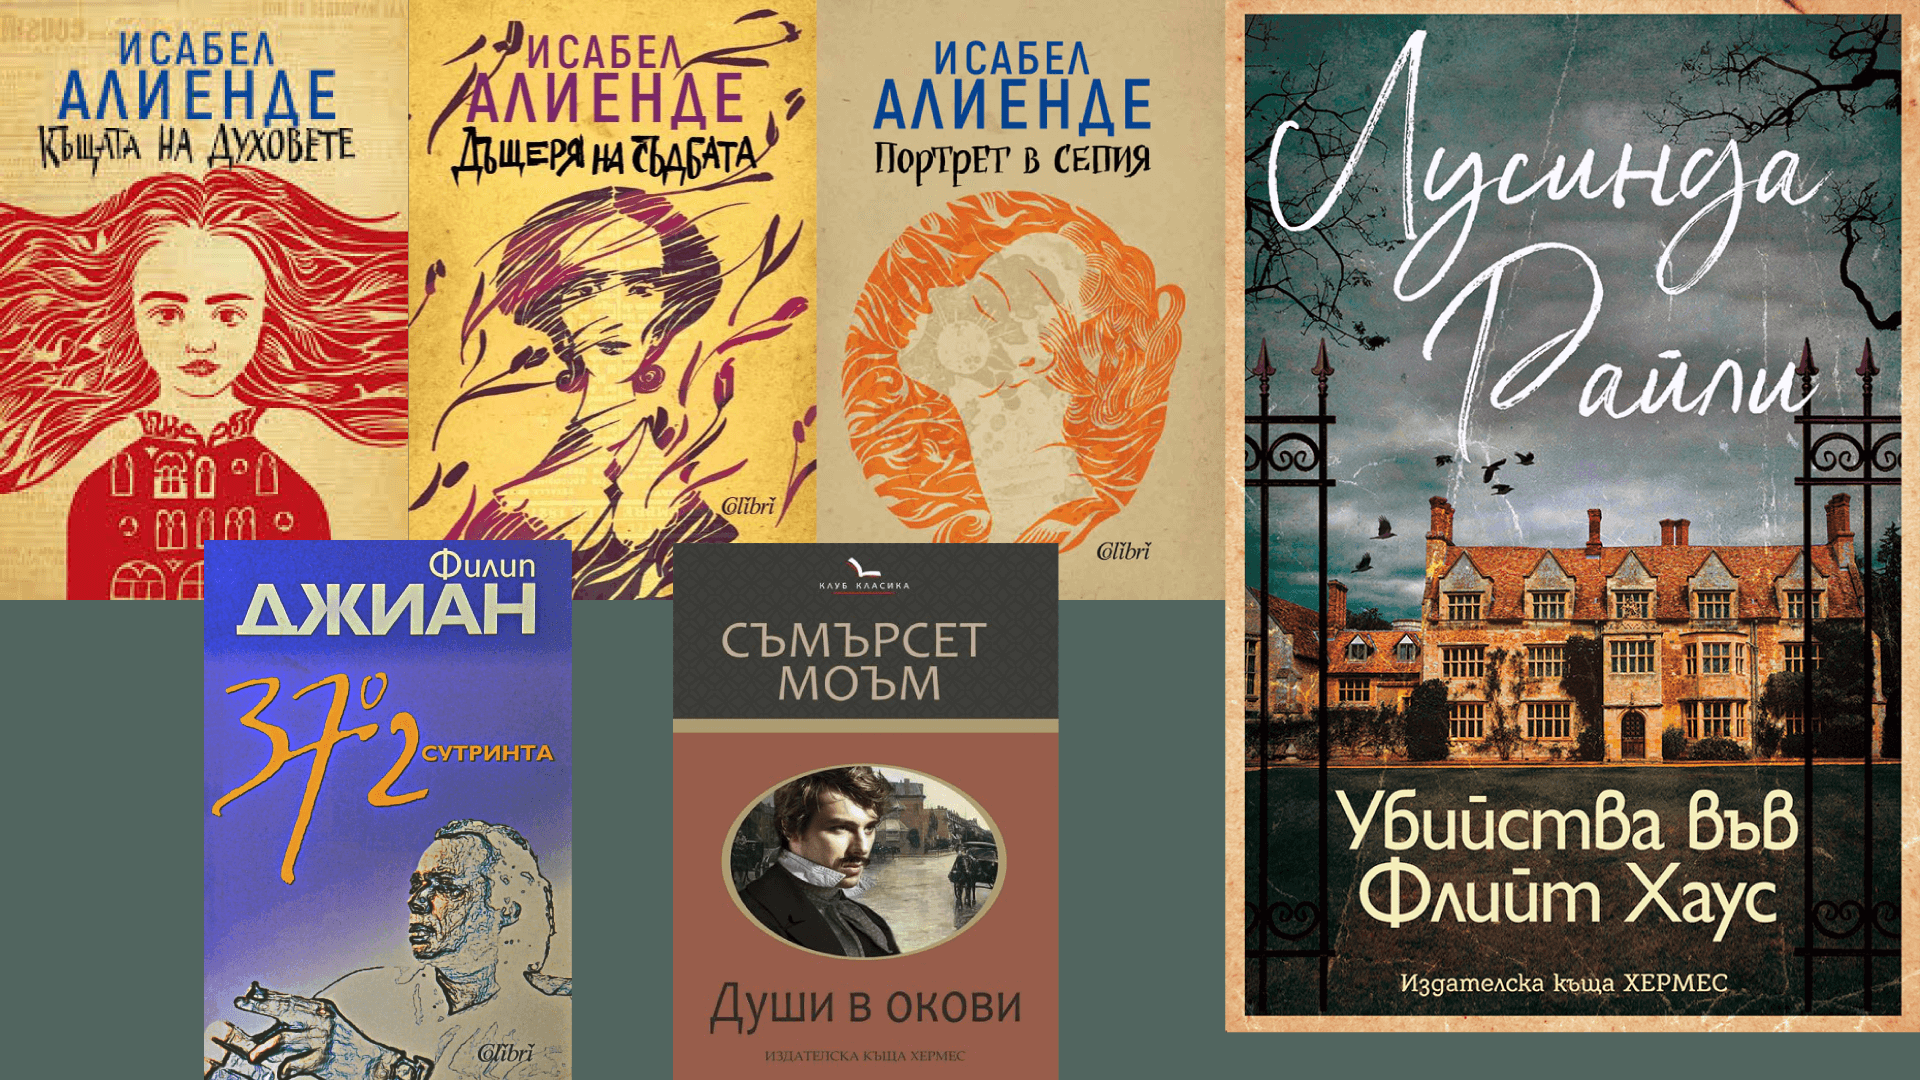 ИСАБЕЛ
АЛИЕНДЕ
КЪЩАТА НА ДУХОВЕТЕ
ИСАБЕЛ
АЛИЕНДЕ
ДЪЩЕРЯ НА СЪДБАТА
Colibri
ИСАБЕЛ
АЛИЕНДЕ
ПОРТРЕТ В СЕПИЯ
Colibri
Лусинда
Райли
Убийства във
Флийт Хаус
Издателска къща ХЕРМЕС
Филип
ДЖИАН
37º2
СУТРИНТА
Colibri
КЛУБ КЛАСИКА
СЪМЪРСЕТ
МОЪМ
Души в окови
ИЗДАТЕЛСКА КЪЩА ХЕРМЕС